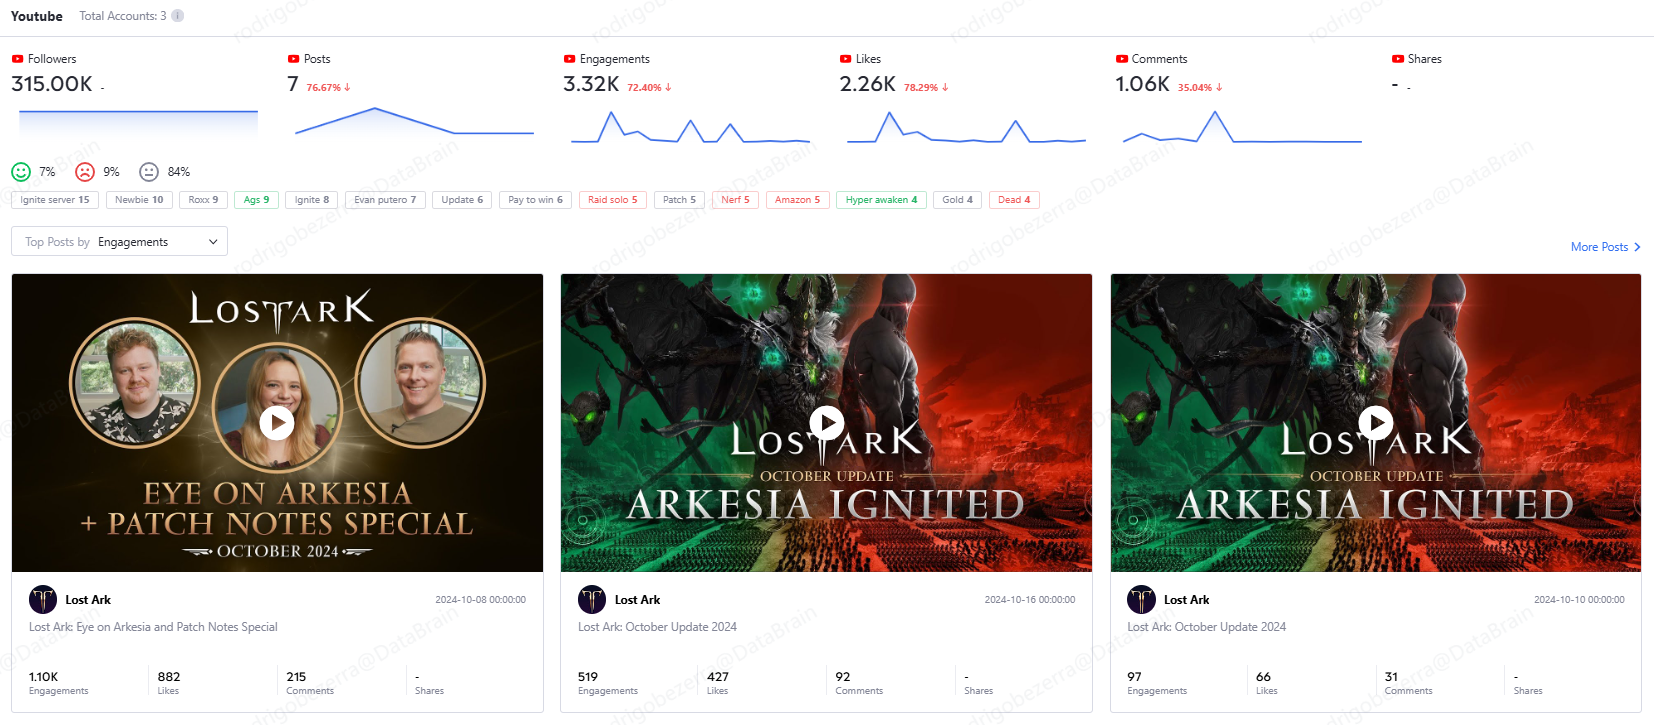 Youtube Total Accounts: 3
Followers
315.00K -
Posts
7 76.67% ↓
Engagements
3.32K 72.40% ↓
Likes
2.26K 78.29% ↓
Comments
1.06K 35.04% ↓
Shares
- -
7% 9% 84%
Ignite server 15 Newbie 10 Roxx 9 Ags 9 Ignite 8 Evan putero 7 Update 6 Pay to win 6 Raid solo 5 Patch 5 Nerf 5 Amazon 5 Hyper awaken 4 Gold 4 Dead 4
Top Posts by Engagements
More Posts
LOST ARK
EYE ON ARKESIA
+ PATCH NOTES SPECIAL
OCTOBER 2024
Lost Ark 2024-10-08 00:00:00
Lost Ark: Eye on Arkesia and Patch Notes Special
1.10K 882 215 -
Engagements Likes Comments Shares
LOST ARK
OCTOBER UPDATE
ARKESIA IGNITED
Lost Ark 2024-10-16 00:00:00
Lost Ark: October Update 2024
519 427 92 -
Engagements Likes Comments Shares
LOST ARK
OCTOBER UPDATE
ARKESIA IGNITED
Lost Ark 2024-10-10 00:00:00
Lost Ark: October Update 2024
97 66 31 -
Engagements Likes Comments Shares
rodrigobezerra@DataBrain